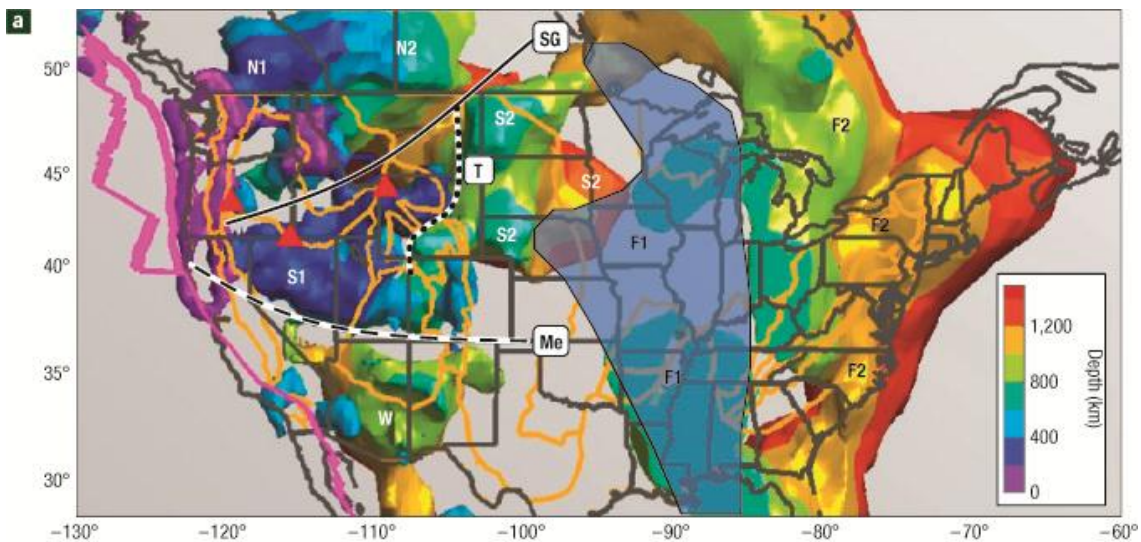 a
SG
N1
N2
50°
S2
F2
45°
T
S2
F1
S2
F2
40°
S1
Me
35°
F1
F2
W
30°
1,200
800
400
0
Depth (km)
−130 −120 −110 −100 −90 −80 −70 −60°